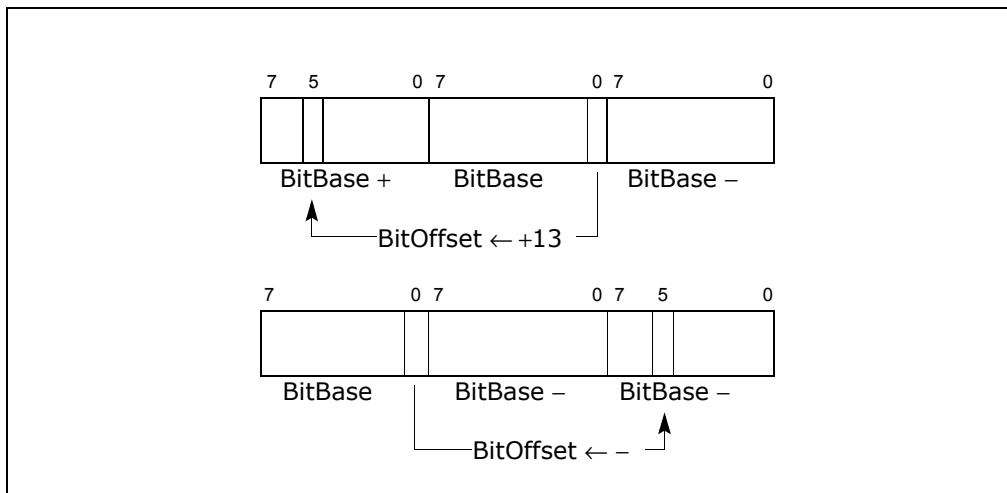 7 5 0 7 0 7 0
BitBase + BitBase BitBase −
BitOffset ← +13
7 0 7 0 7 5 0
BitBase BitBase − BitBase −
BitOffset ← −